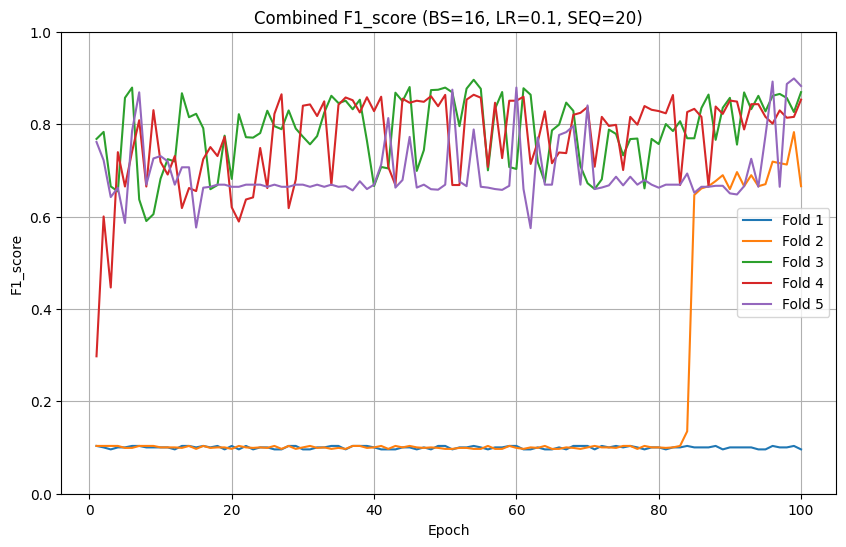 Combined F1_score (BS=16, LR=0.1, SEQ=20)
F1_score
1.0
0.8
0.6
0.4
0.2
0.0
Fold 1
Fold 2
Fold 3
Fold 4
Fold 5
0 20 40 60 80 100
Epoch